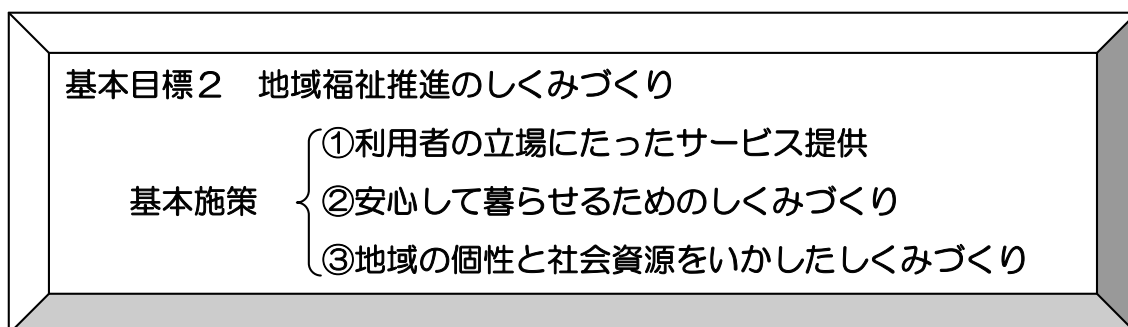 基本目標２　地域福祉推進のしくみづくり
①利用者の立場にたったサービス提供
基本施策　②安心して暮らせるためのしくみづくり
③地域の個性と社会資源をいかしたしくみづくり